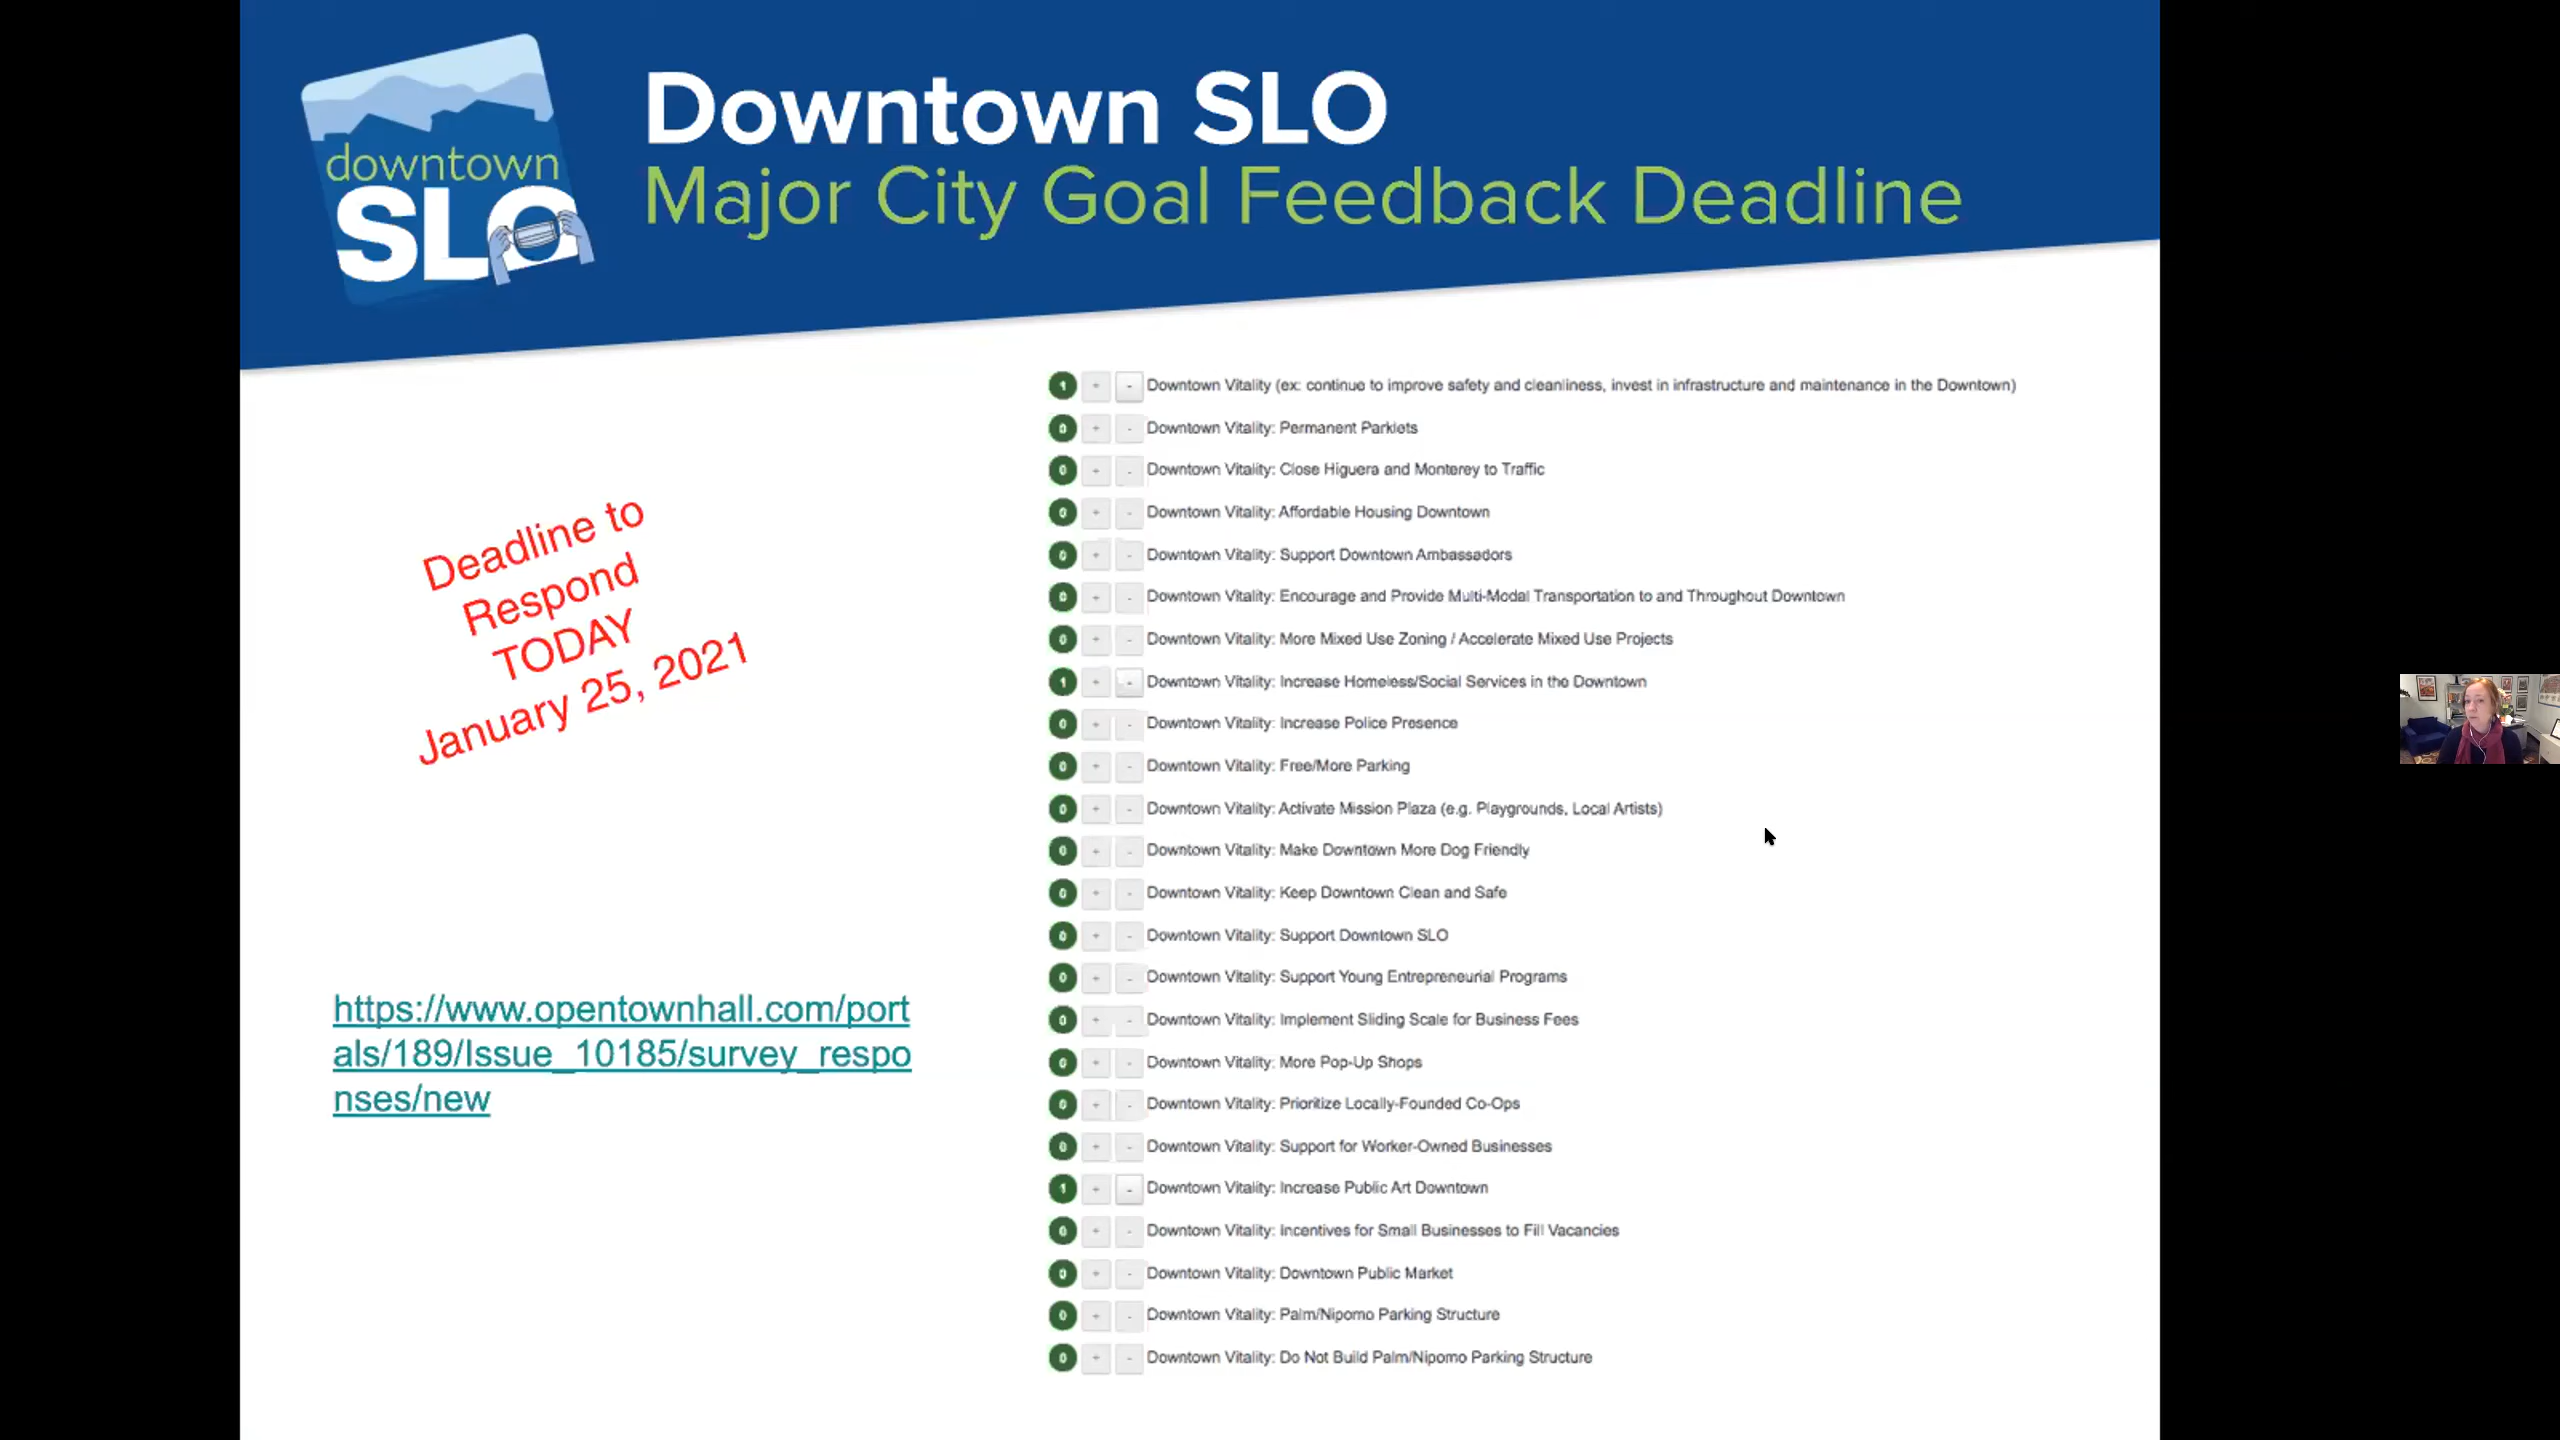 downtown
SLO
Downtown SLO
Major City Goal Feedback Deadline
Deadline to
Respond
TODAY
January 25, 2021
https://www.opentownhall.com/port
als/189/Issue_10185/survey_respo
nses/new
1 + - Downtown Vitality (ex: continue to improve safety and cleanliness, invest in infrastructure and maintenance in the Downtown)
0 + - Downtown Vitality: Permanent Parklets
0 + - Downtown Vitality: Close Higuera and Monterey to Traffic
0 + - Downtown Vitality: Affordable Housing Downtown
0 + - Downtown Vitality: Support Downtown Ambassadors
0 + - Downtown Vitality: Encourage and Provide Multi-Modal Transportation to and Throughout Downtown
0 + - Downtown Vitality: More Mixed Use Zoning / Accelerate Mixed Use Projects
1 + - Downtown Vitality: Increase Homeless/Social Services in the Downtown
0 + - Downtown Vitality: Increase Police Presence
0 + - Downtown Vitality: Free/More Parking
0 + - Downtown Vitality: Activate Mission Plaza (e.g. Playgrounds, Local Artists)
0 + - Downtown Vitality: Make Downtown More Dog Friendly
0 + - Downtown Vitality: Keep Downtown Clean and Safe
0 + - Downtown Vitality: Support Downtown SLO
0 + - Downtown Vitality: Support Young Entrepreneurial Programs
0 + - Downtown Vitality: Implement Sliding Scale for Business Fees
0 + - Downtown Vitality: More Pop-Up Shops
0 + - Downtown Vitality: Prioritize Locally-Founded Co-Ops
0 + - Downtown Vitality: Support for Worker-Owned Businesses
1 + - Downtown Vitality: Increase Public Art Downtown
0 + - Downtown Vitality: Incentives for Small Businesses to Fill Vacancies
0 + - Downtown Vitality: Downtown Public Market
0 + - Downtown Vitality: Palm/Nipomo Parking Structure
0 + - Downtown Vitality: Do Not Build Palm/Nipomo Parking Structure